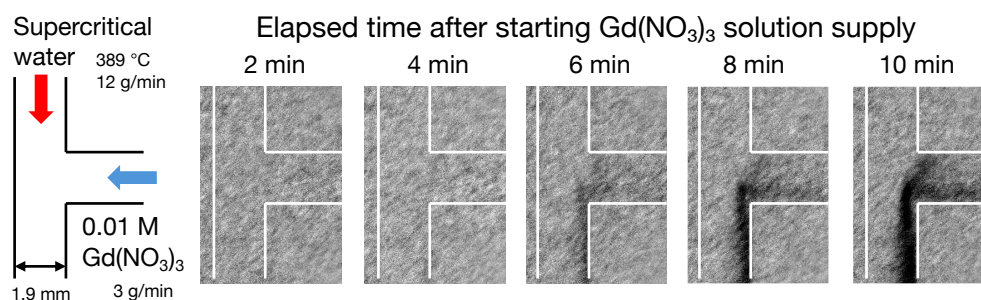 Supercritical
water
389 °C
12 g/min
0.01 M
Gd(NO₃)₃
1.9 mm
3 g/min
Elapsed time after starting Gd(NO₃)₃ solution supply
2 min
4 min
6 min
8 min
10 min